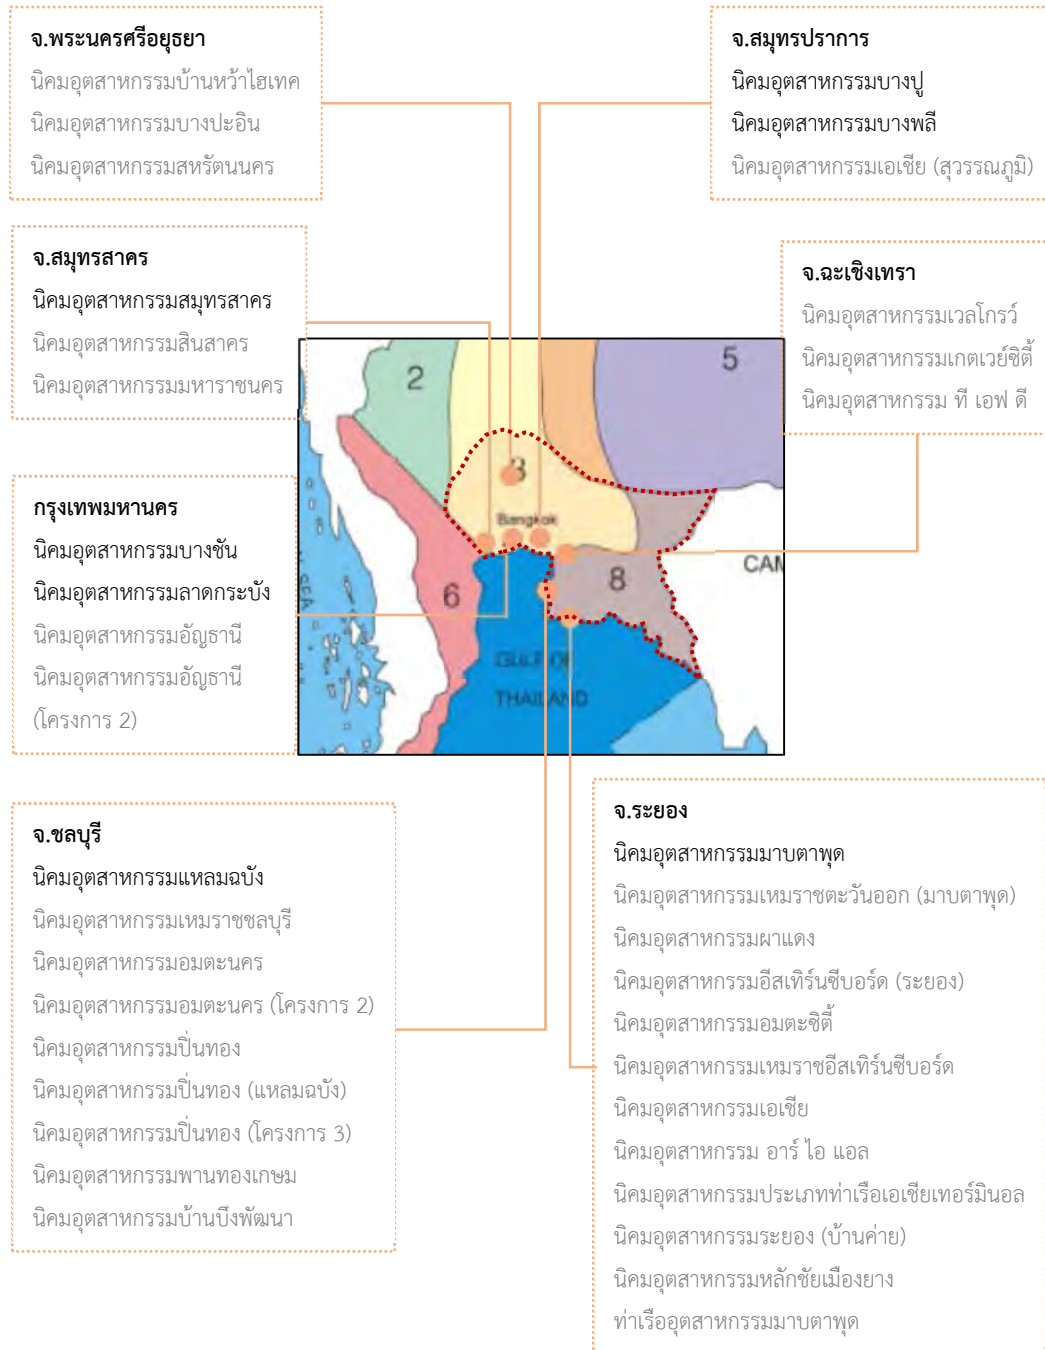 จ.พระนครศรีอยุธยา
นิคมอุตสาหกรรมบ้านหว้าไฮเทค
นิคมอุตสาหกรรมบางปะอิน
นิคมอุตสาหกรรมสหรัตนนคร
จ.สมุทรปราการ
นิคมอุตสาหกรรมบางปู
นิคมอุตสาหกรรมบางพลี
นิคมอุตสาหกรรมเอเชีย (สุวรรณภูมิ)
จ.สมุทรสาคร
นิคมอุตสาหกรรมสมุทรสาคร
นิคมอุตสาหกรรมสินสาคร
นิคมอุตสาหกรรมมหาราชนคร
จ.ฉะเชิงเทรา
นิคมอุตสาหกรรมเวลโกรว์
นิคมอุตสาหกรรมเกตเวย์ซิตี้
นิคมอุตสาหกรรม ที เอฟ ดี
กรุงเทพมหานคร
นิคมอุตสาหกรรมบางชัน
นิคมอุตสาหกรรมลาดกระบัง
นิคมอุตสาหกรรมอัญธานี
นิคมอุตสาหกรรมอัญธานี
(โครงการ 2)
2
5
3
Bangkok
6
8
CAM
SEA
GULF OF
THAILAND
จ.ชลบุรี
นิคมอุตสาหกรรมแหลมฉบัง
นิคมอุตสาหกรรมเหมราชชลบุรี
นิคมอุตสาหกรรมอมตะนคร
นิคมอุตสาหกรรมอมตะนคร (โครงการ 2)
นิคมอุตสาหกรรมปิ่นทอง
นิคมอุตสาหกรรมปิ่นทอง (แหลมฉบัง)
นิคมอุตสาหกรรมปิ่นทอง (โครงการ 3)
นิคมอุตสาหกรรมพานทองเกษม
นิคมอุตสาหกรรมบ้านบึงพัฒนา
จ.ระยอง
นิคมอุตสาหกรรมมาบตาพุด
นิคมอุตสาหกรรมเหมราชตะวันออก (มาบตาพุด)
นิคมอุตสาหกรรมผาแดง
นิคมอุตสาหกรรมอีสเทิร์นซีบอร์ด (ระยอง)
นิคมอุตสาหกรรมอมตะซิตี้
นิคมอุตสาหกรรมเหมราชอีสเทิร์นซีบอร์ด
นิคมอุตสาหกรรมเอเชีย
นิคมอุตสาหกรรม อาร์ ไอ แอล
นิคมอุตสาหกรรมประเภทท่าเรือเอเชียเทอร์มินอล
นิคมอุตสาหกรรมระยอง (บ้านค่าย)
นิคมอุตสาหกรรมหลักชัยเมืองยาง
ท่าเรืออุตสาหกรรมมาบตาพุด